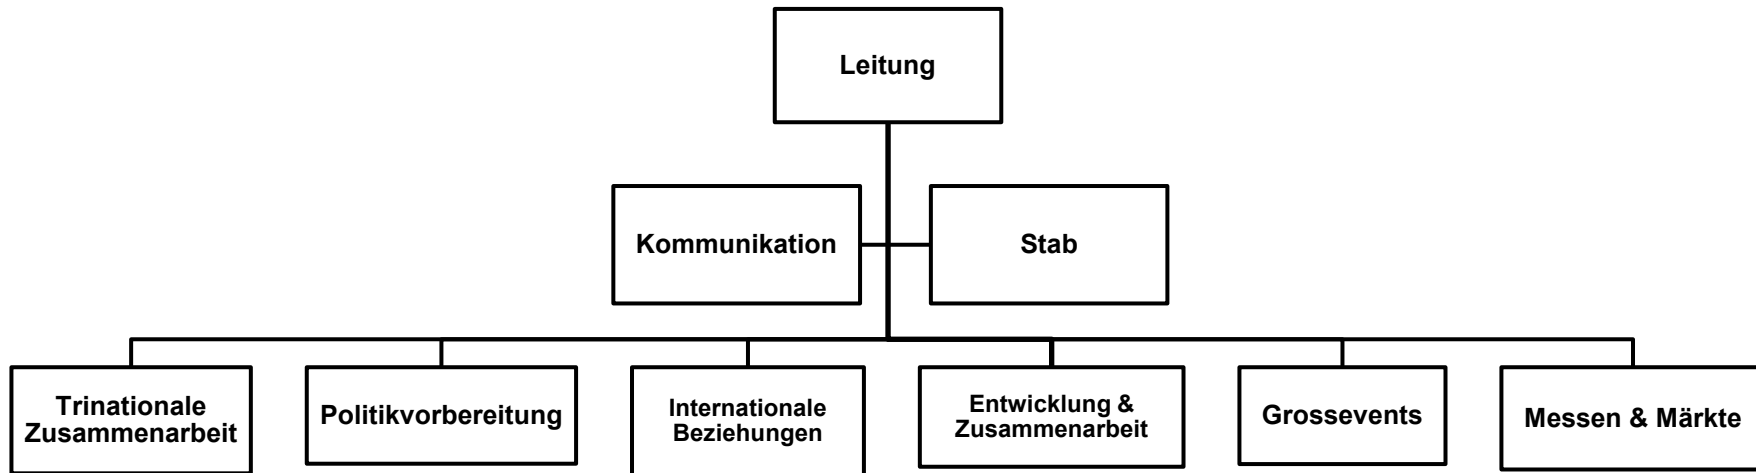 Leitung
Kommunikation
Stab
Trinationale
Zusammenarbeit
Politikvorbereitung
Internationale
Beziehungen
Entwicklung &
Zusammenarbeit
Grossevents
Messen & Märkte